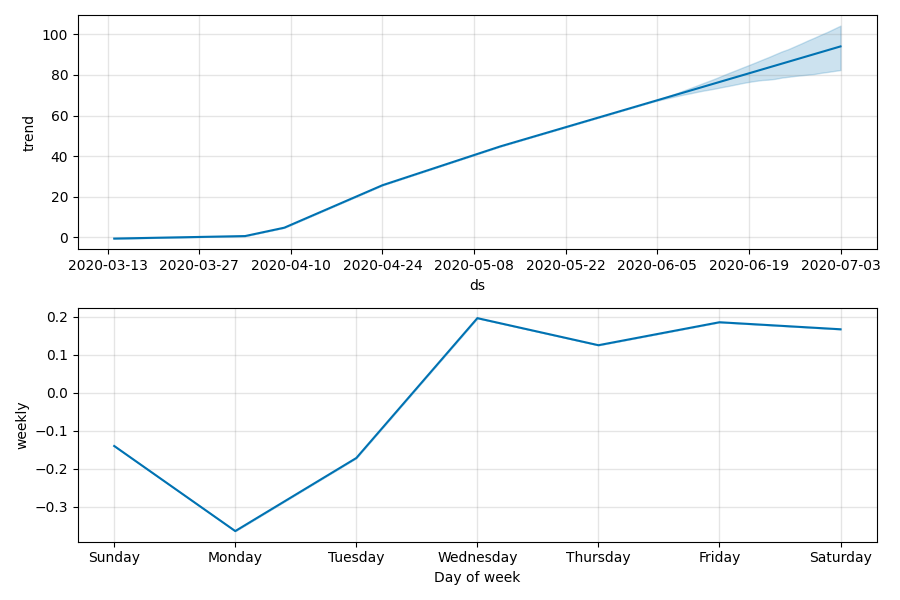 100
80
60
40
20
0
trend
2020-03-13 2020-03-27 2020-04-10 2020-04-24 2020-05-08 2020-05-22 2020-06-05 2020-06-19 2020-07-03
ds
0.2
0.1
0.0
−0.1
−0.2
−0.3
weekly
Sunday Monday Tuesday Wednesday Thursday Friday Saturday
Day of week